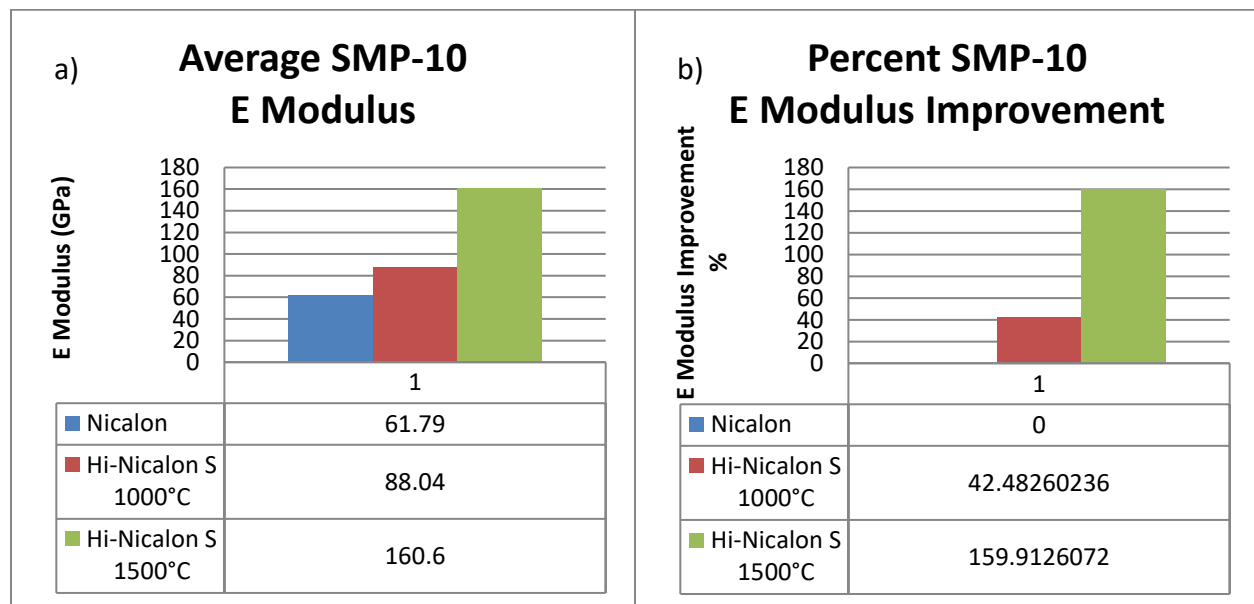 a)
Average SMP-10
E Modulus
E Modulus (GPa)
180
160
140
120
100
80
60
40
20
0
1
Nicalon 61.79
Hi-Nicalon S
1000°C
88.04
Hi-Nicalon S
1500°C
160.6
b)
Percent SMP-10
E Modulus Improvement
E Modulus Improvement
%
180
160
140
120
100
80
60
40
20
0
1
Nicalon 0
Hi-Nicalon S
1000°C
42.48260236
Hi-Nicalon S
1500°C
159.9126072